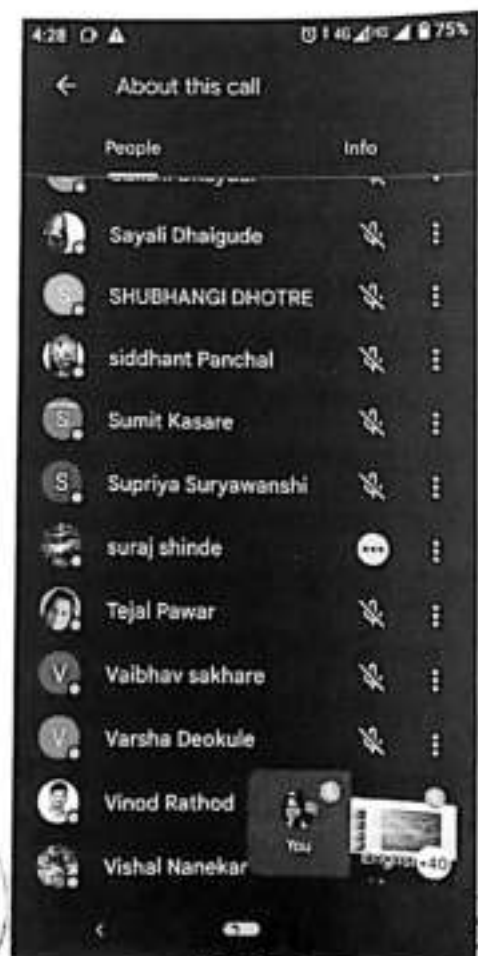 4:28 75%
About this call
People Info
Sayali Dhaigude
S SHUBHANGI DHOTRE
siddhant Panchal
S Sumit Kasare
S Supriya Suryawanshi
suraj shinde
Tejal Pawar
V Vaibhav sakhare
V Varsha Deokule
Vinod Rathod
You
Vishal Nanekar
+40